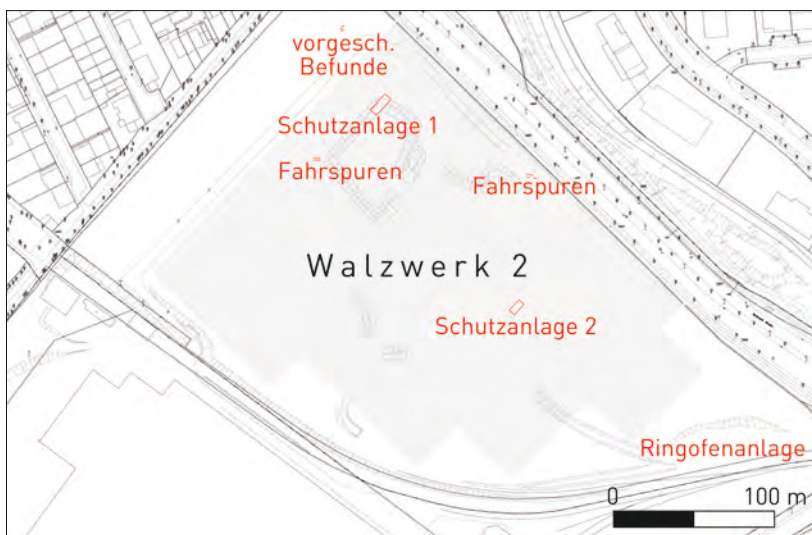 vorgesch.
Befunde
Schutzanlage 1
Fahrspuren
Fahrspuren
Walzwerk 2
Schutzanlage 2
Ringofenanlage
0 100 m